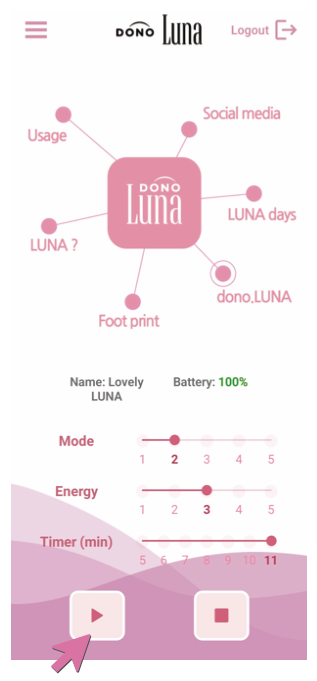 DONO Luna
Logout
Social media
Usage
DONO
Luna
LUNA days
LUNA ?
dono.LUNA
Foot print
Name: Lovely LUNA
Battery: 100%
Mode
1 2 3 4 5
Energy
1 2 3 4 5
Timer (min)
5 6 7 8 9 10 11